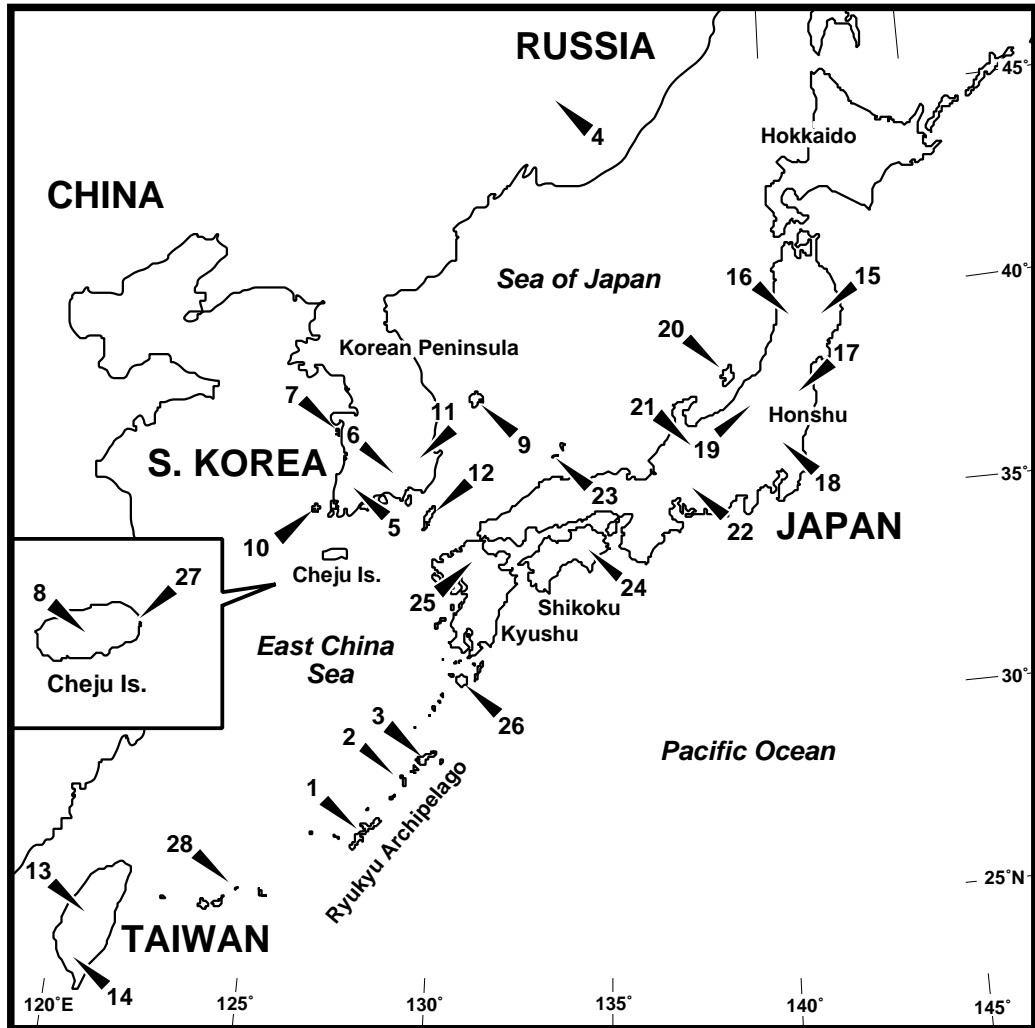 RUSSIA
45°
4
Hokkaido
CHINA
40°
Sea of Japan
16
15
20
Korean Peninsula
17
7
11
21
Honshu
6
9
19
S. KOREA
12
35°
23
18
5
22
10
JAPAN
8
27
Cheju Is.
24
25
Shikoku
Kyushu
East China
Sea
Cheju Is.
30°
26
3
2
Pacific Ocean
1
Ryukyu Archipelago
28
13
25°N
TAIWAN
14
120°E
125°
130°
135°
140°
145°